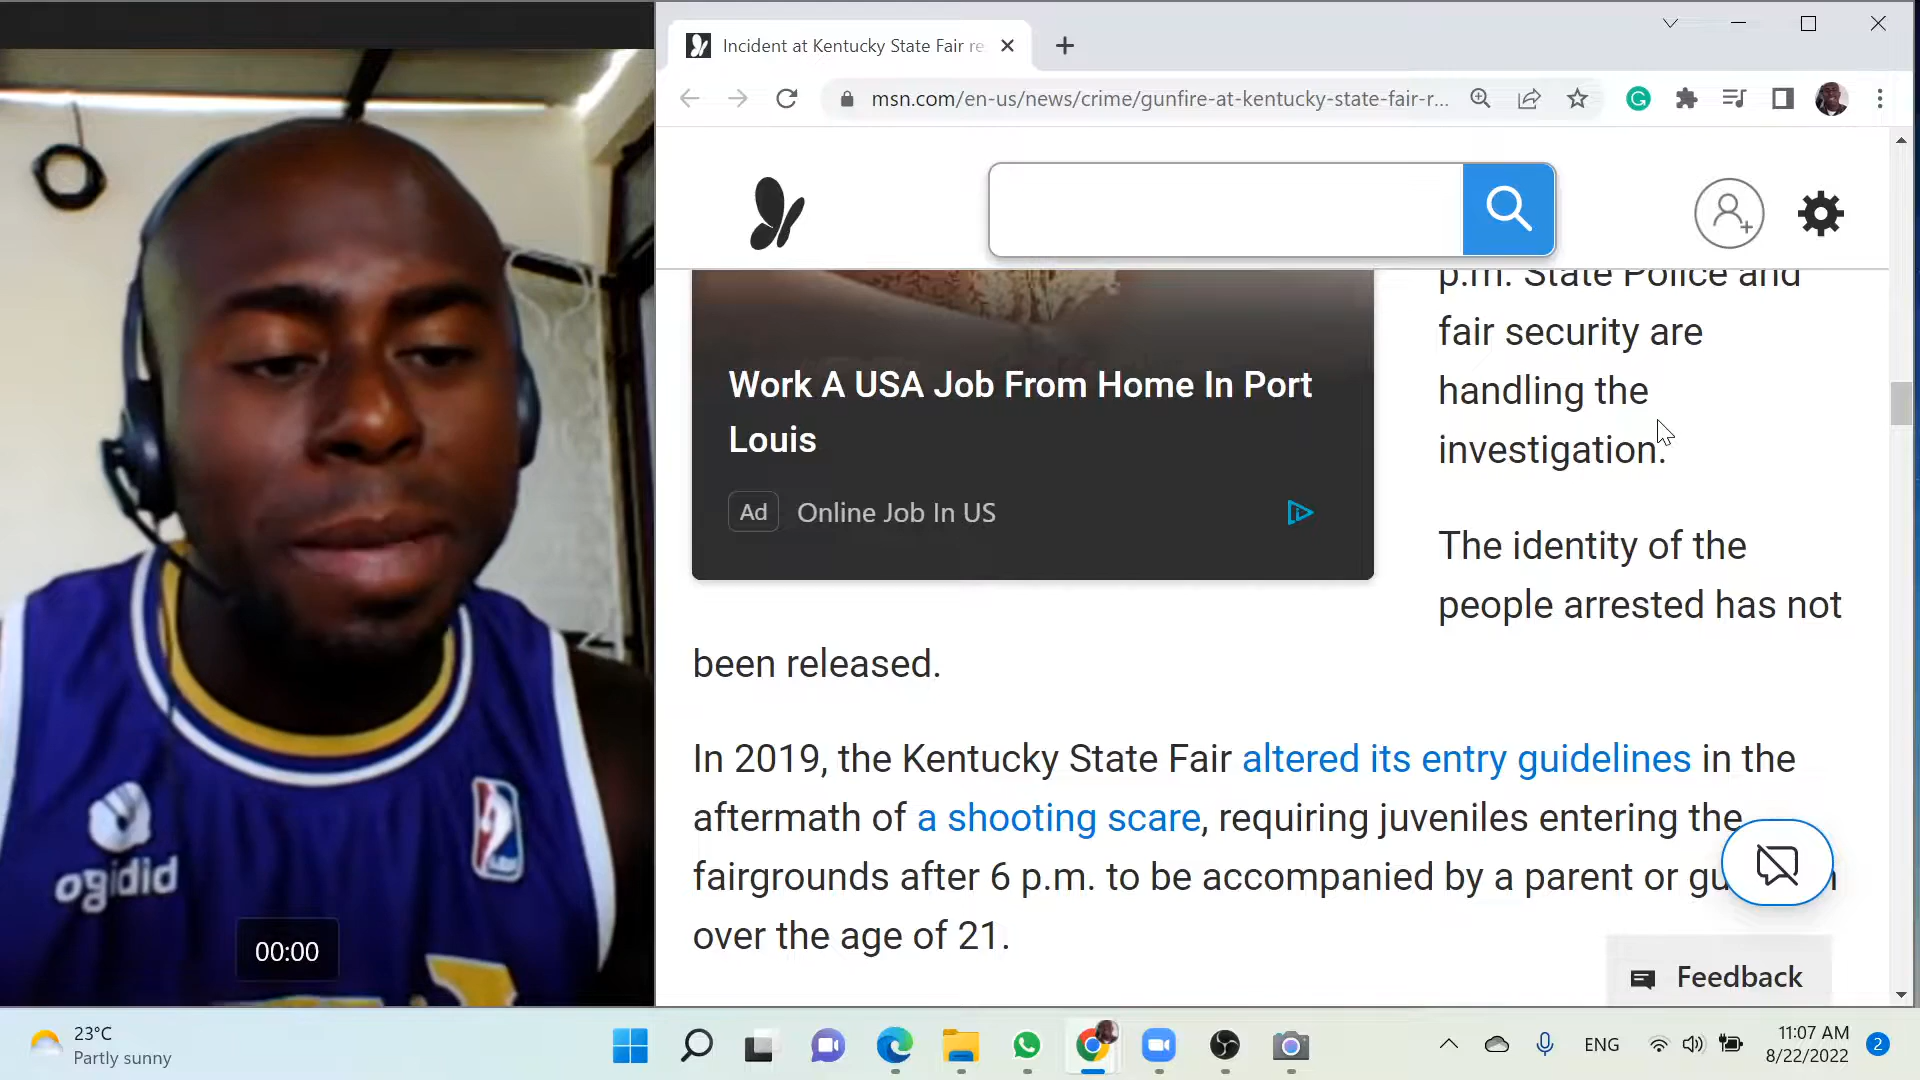 Incident at Kentucky State Fair re
msn.com/en-us/news/crime/gunfire-at-kentucky-state-fair-r...
p.m. State Police and
fair security are
handling the
investigation.
Work A USA Job From Home In Port
Louis
Ad Online Job In US
The identity of the
people arrested has not
been released.
In 2019, the Kentucky State Fair altered its entry guidelines in the
aftermath of a shooting scare, requiring juveniles entering the
fairgrounds after 6 p.m. to be accompanied by a parent or gu
over the age of 21.
Feedback
ogidid
00:00
23°C
Partly sunny
ENG
11:07 AM
8/22/2022
2